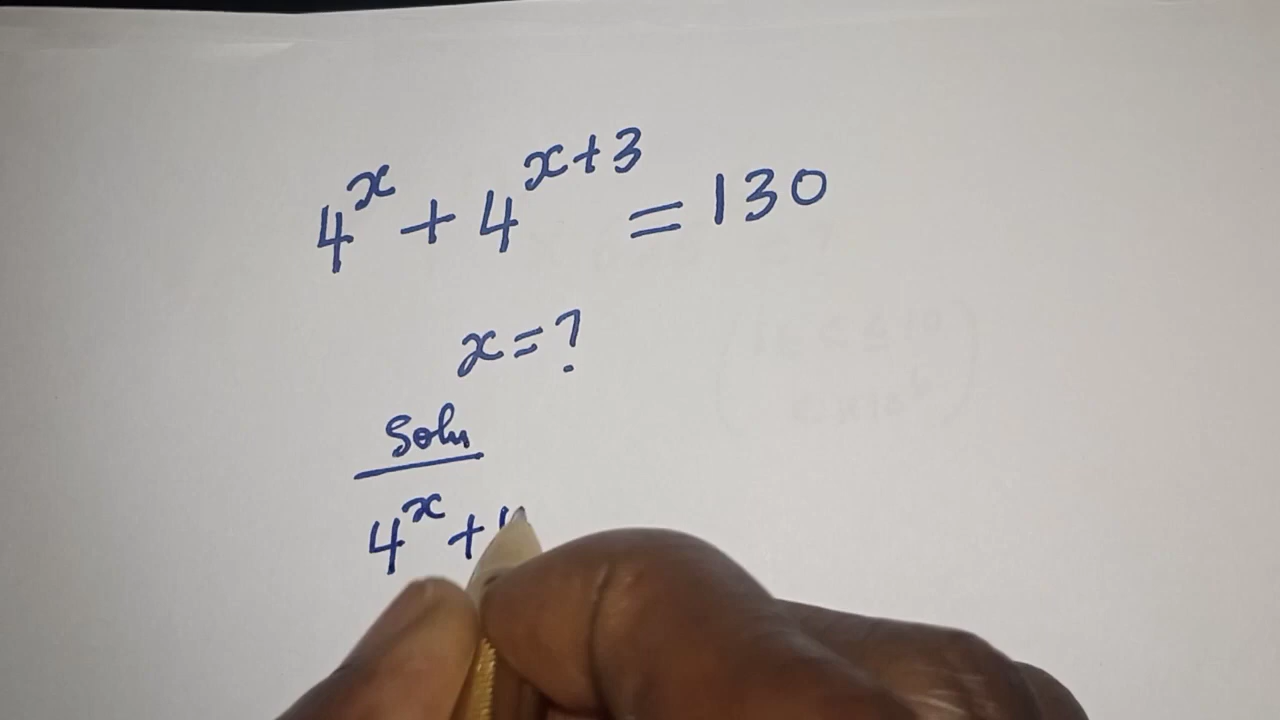 4^x + 4^{x+3} = 130
x = ?
Soln
4^x +